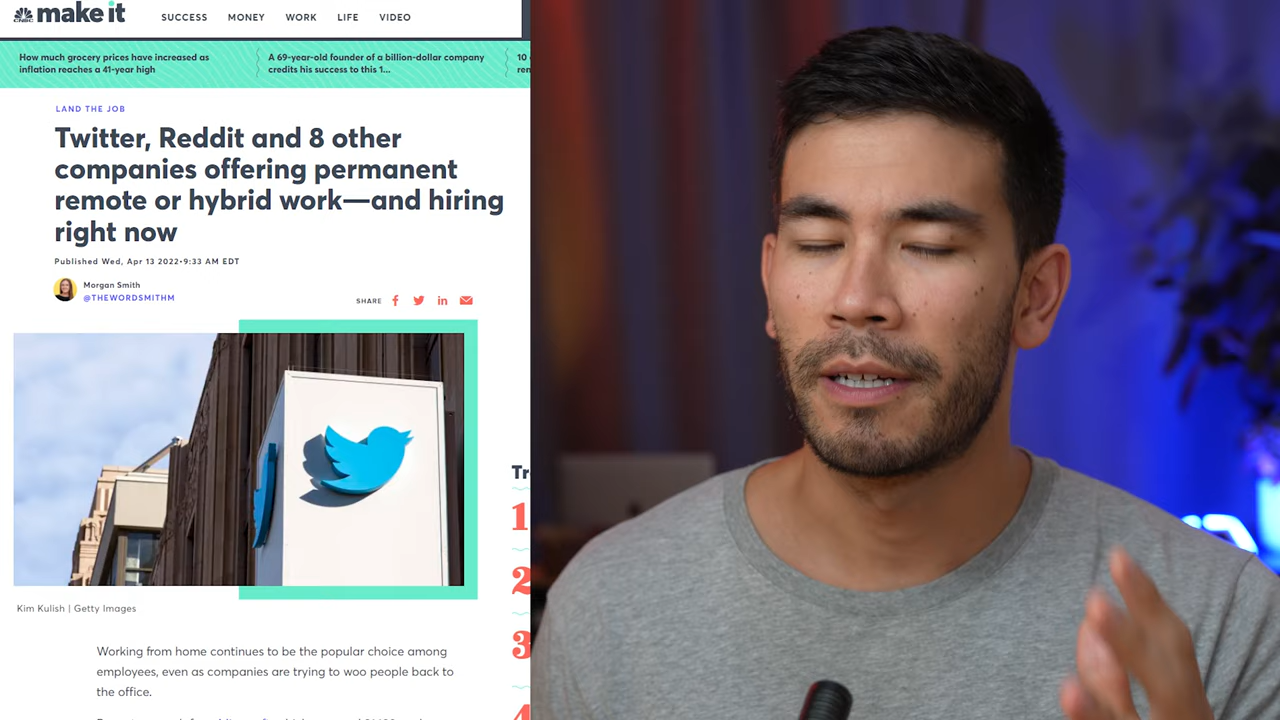 CNBC make it
SUCCESS MONEY WORK LIFE VIDEO
How much grocery prices have increased as
inflation reaches a 41-year high
A 69-year-old founder of a billion-dollar company
credits his success to this 1...
10
LAND THE JOB
Twitter, Reddit and 8 other
companies offering permanent
remote or hybrid work—and hiring
right now
Published Wed, Apr 13 2022•9:33 AM EDT
Morgan Smith
@THEWORDSMITHM
SHARE
Kim Kulish | Getty Images
Tr
1
2
3
4
Working from home continues to be the popular choice among
employees, even as companies are trying to woo people back to
the office.